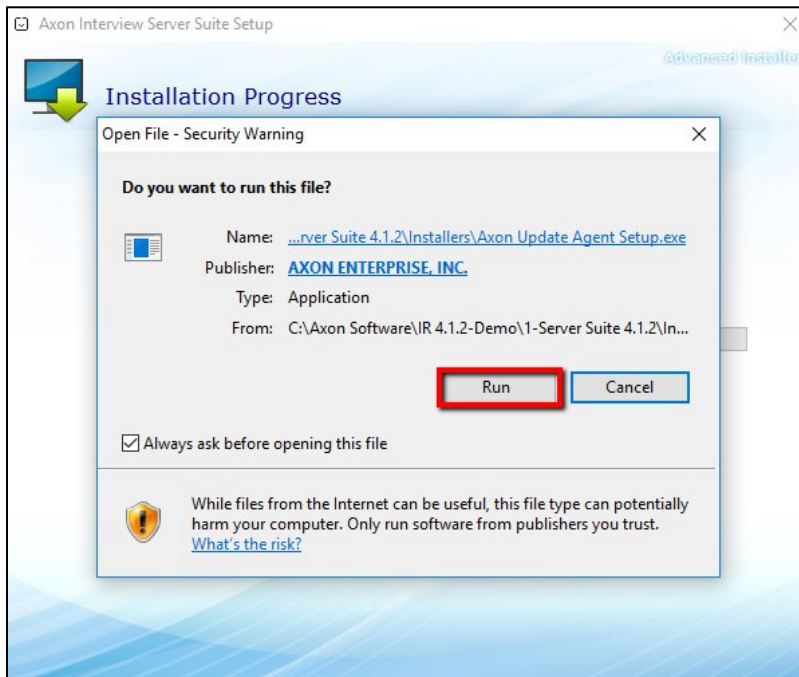 Axon Interview Server Suite Setup
Advanced Installer
Installation Progress
Open File - Security Warning
Do you want to run this file?
Name: ...rver Suite 4.1.2\Installers\Axon Update Agent Setup.exe
Publisher: AXON ENTERPRISE, INC.
Type: Application
From: C:\Axon Software\IR 4.1.2-Demo\1-Server Suite 4.1.2\In...
Run Cancel
Always ask before opening this file
While files from the Internet can be useful, this file type can potentially
harm your computer. Only run software from publishers you trust.
What's the risk?